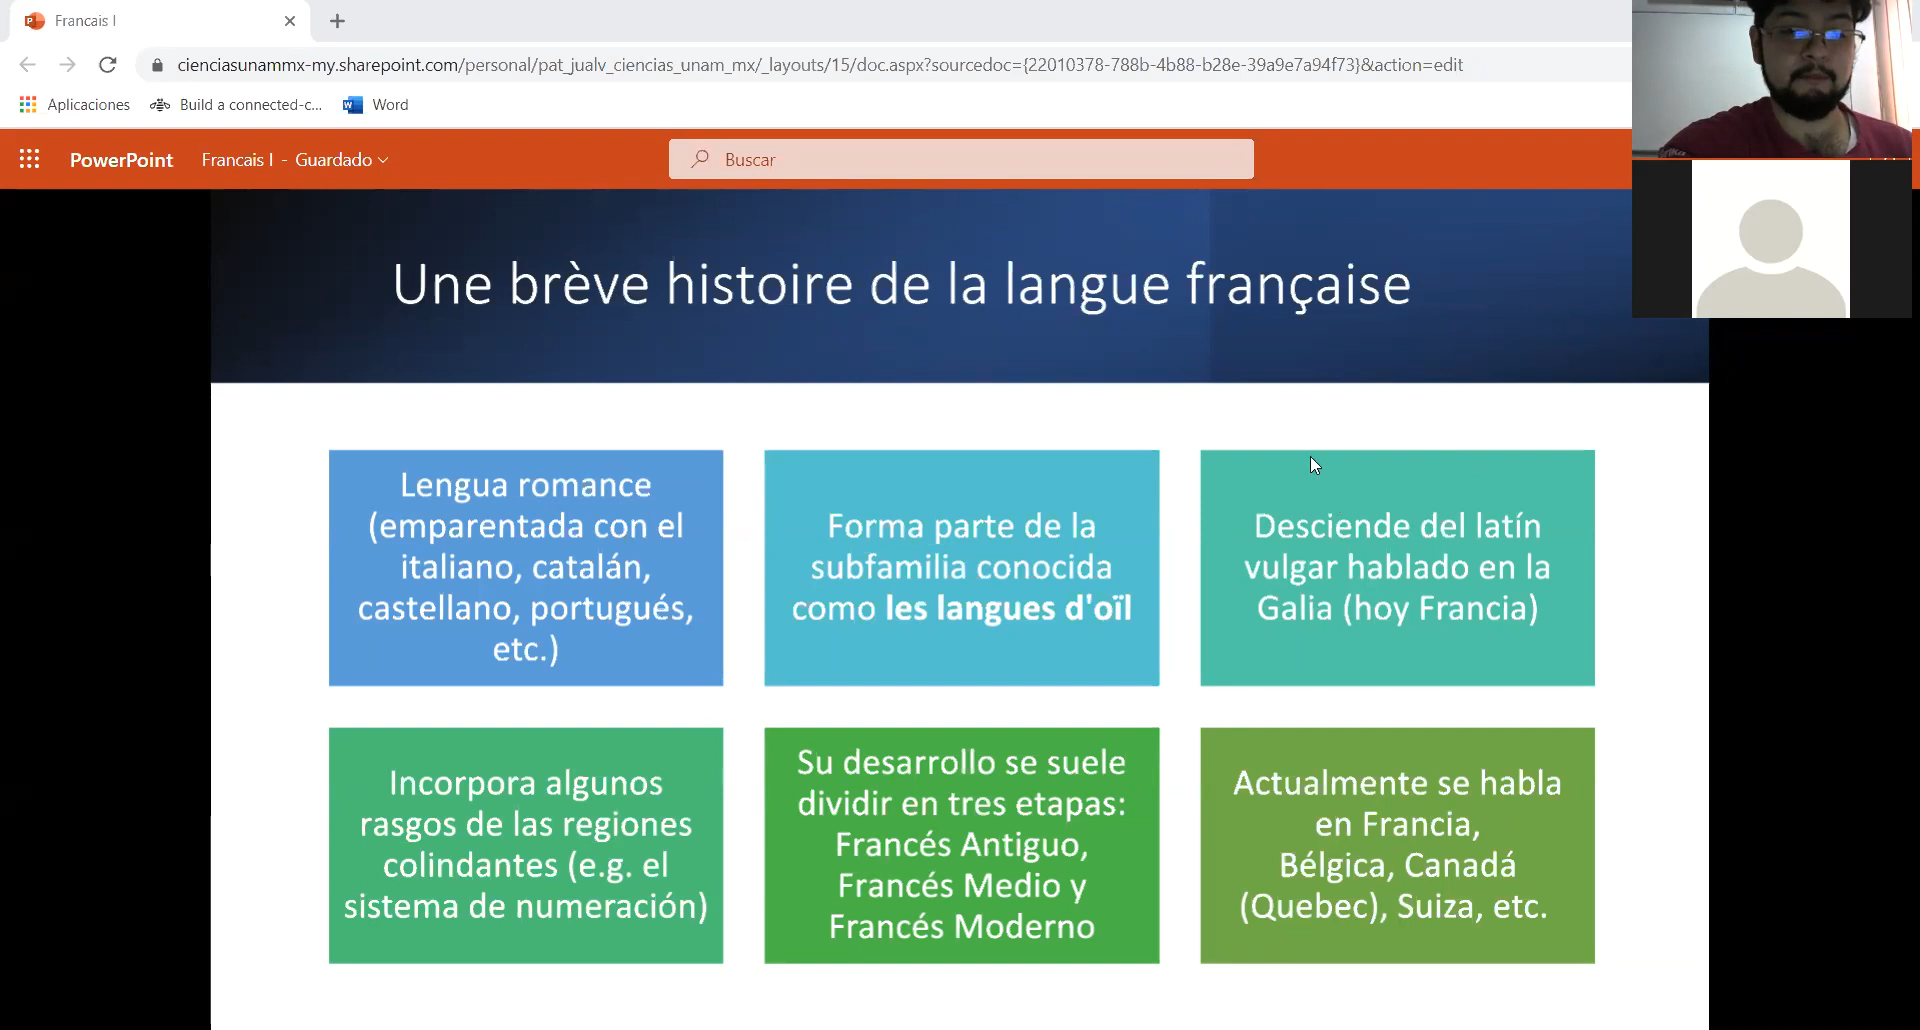 Francais I
cienciasunammx-my.sharepoint.com/personal/pat_jualv_ciencias_unam_mx/_layouts/15/doc.aspx?sourcedoc={22010378-788b-4b88-b28e-39a9e7a94f73}&action=edit
Aplicaciones Build a connected-c... Word
PowerPoint Francais I - Guardado Buscar
Une brève histoire de la langue française
Lengua romance
(emparentada con el
italiano, catalán,
castellano, portugués,
etc.)
Forma parte de la
subfamilia conocida
como les langues d'oïl
Desciende del latín
vulgar hablado en la
Galia (hoy Francia)
Incorpora algunos
rasgos de las regiones
colindantes (e.g. el
sistema de numeración)
Su desarrollo se suele
dividir en tres etapas:
Francés Antiguo,
Francés Medio y
Francés Moderno
Actualmente se habla
en Francia,
Bélgica, Canadá
(Quebec), Suiza, etc.